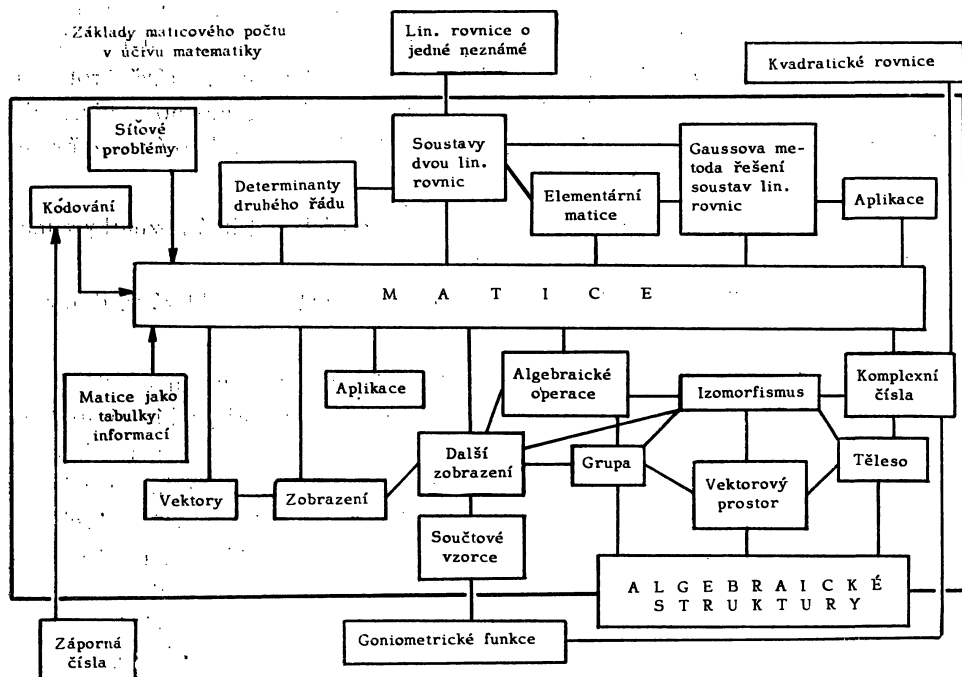 Základy maticového počtu
v učivu matematiky
Lin. rovnice o
jedné neznámé
Kvadratické rovnice
Síťové
problémy
Soustavy
dvou lin.
rovnic
Gaussova me-
toda řešení
soustav lin.
rovnic
Determinanty
druhého řádu
Elementární
matice
Aplikace
Kódování
M A T I C E
Matice jako
tabulky
informací
Aplikace
Algebraické
operace
Izomorfismus
Komplexní
čísla
Vektory
Zobrazení
Další
zobrazení
Grupa
Vektorový
prostor
Těleso
Součtové
vzorce
A L G E B R A I C K É
S T R U K T U R Y
Záporná
čísla
Goniometrické funkce